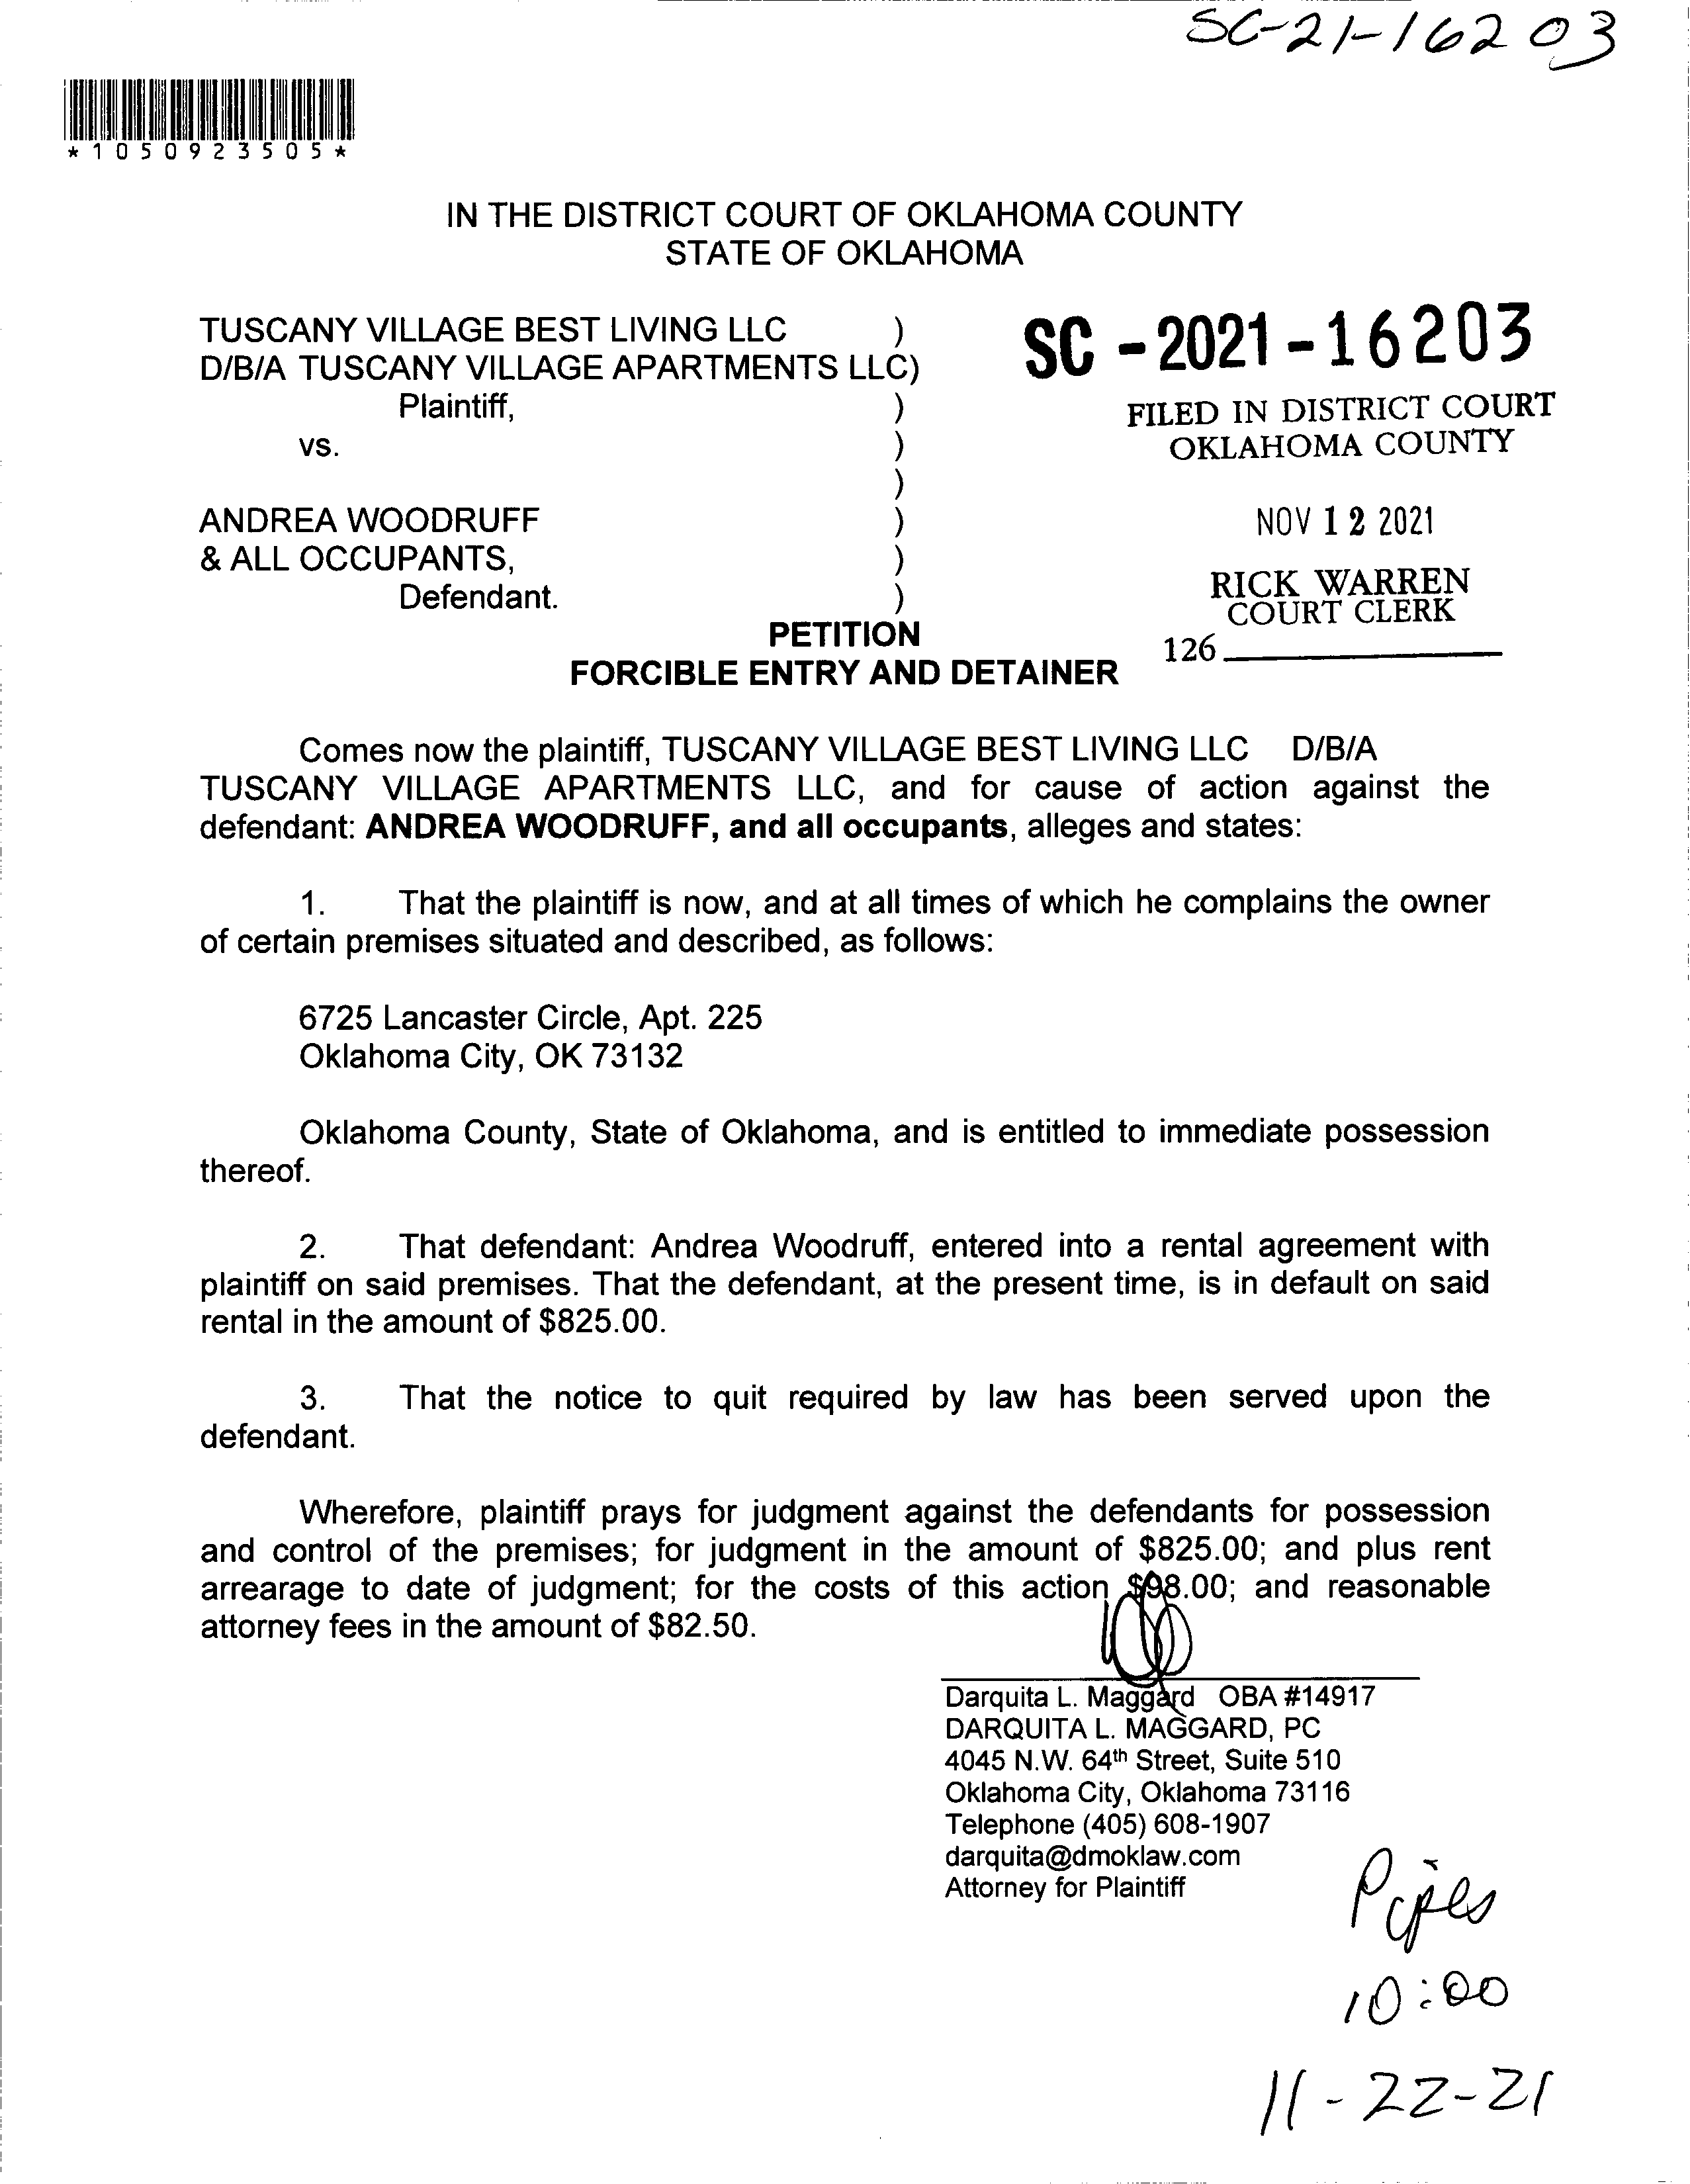 SC-21-16203
*1050923505*
IN THE DISTRICT COURT OF OKLAHOMA COUNTY
STATE OF OKLAHOMA
TUSCANY VILLAGE BEST LIVING LLC )
D/B/A TUSCANY VILLAGE APARTMENTS LLC)
Plaintiff, )
vs. )
)
ANDREA WOODRUFF )
& ALL OCCUPANTS, )
Defendant. )
SC-2021-16203
FILED IN DISTRICT COURT
OKLAHOMA COUNTY
NOV 12 2021
RICK WARREN
COURT CLERK
126
PETITION
FORCIBLE ENTRY AND DETAINER
Comes now the plaintiff, TUSCANY VILLAGE BEST LIVING LLC D/B/A
TUSCANY VILLAGE APARTMENTS LLC, and for cause of action against the
defendant: ANDREA WOODRUFF, and all occupants, alleges and states:
1. That the plaintiff is now, and at all times of which he complains the owner
of certain premises situated and described, as follows:
6725 Lancaster Circle, Apt. 225
Oklahoma City, OK 73132
Oklahoma County, State of Oklahoma, and is entitled to immediate possession
thereof.
2. That defendant: Andrea Woodruff, entered into a rental agreement with
plaintiff on said premises. That the defendant, at the present time, is in default on said
rental in the amount of $825.00.
3. That the notice to quit required by law has been served upon the
defendant.
Wherefore, plaintiff prays for judgment against the defendants for possession
and control of the premises; for judgment in the amount of $825.00; and plus rent
arrearage to date of judgment; for the costs of this action $98.00; and reasonable
attorney fees in the amount of $82.50.
Darquita L. Maggard OBA #14917
DARQUITA L. MAGGARD, PC
4045 N.W. 64th Street, Suite 510
Oklahoma City, Oklahoma 73116
Telephone (405) 608-1907
darquita@dmoklaw.com
Attorney for Plaintiff
Pipes
10:00
11-22-21